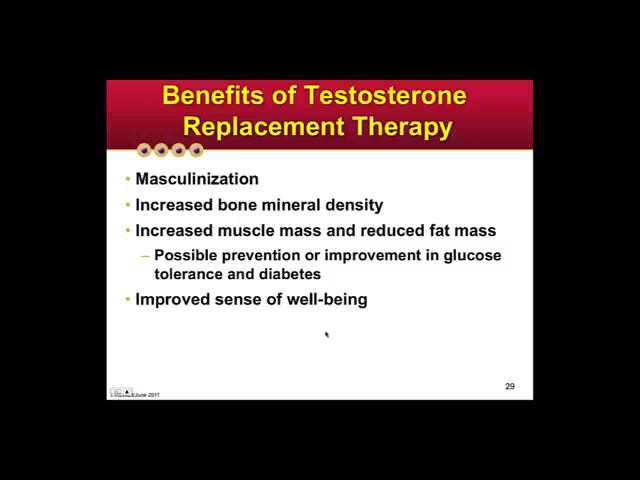 Benefits of Testosterone
Replacement Therapy
• Masculinization
• Increased bone mineral density
• Increased muscle mass and reduced fat mass
– Possible prevention or improvement in glucose
tolerance and diabetes
• Improved sense of well-being
29
June 2011